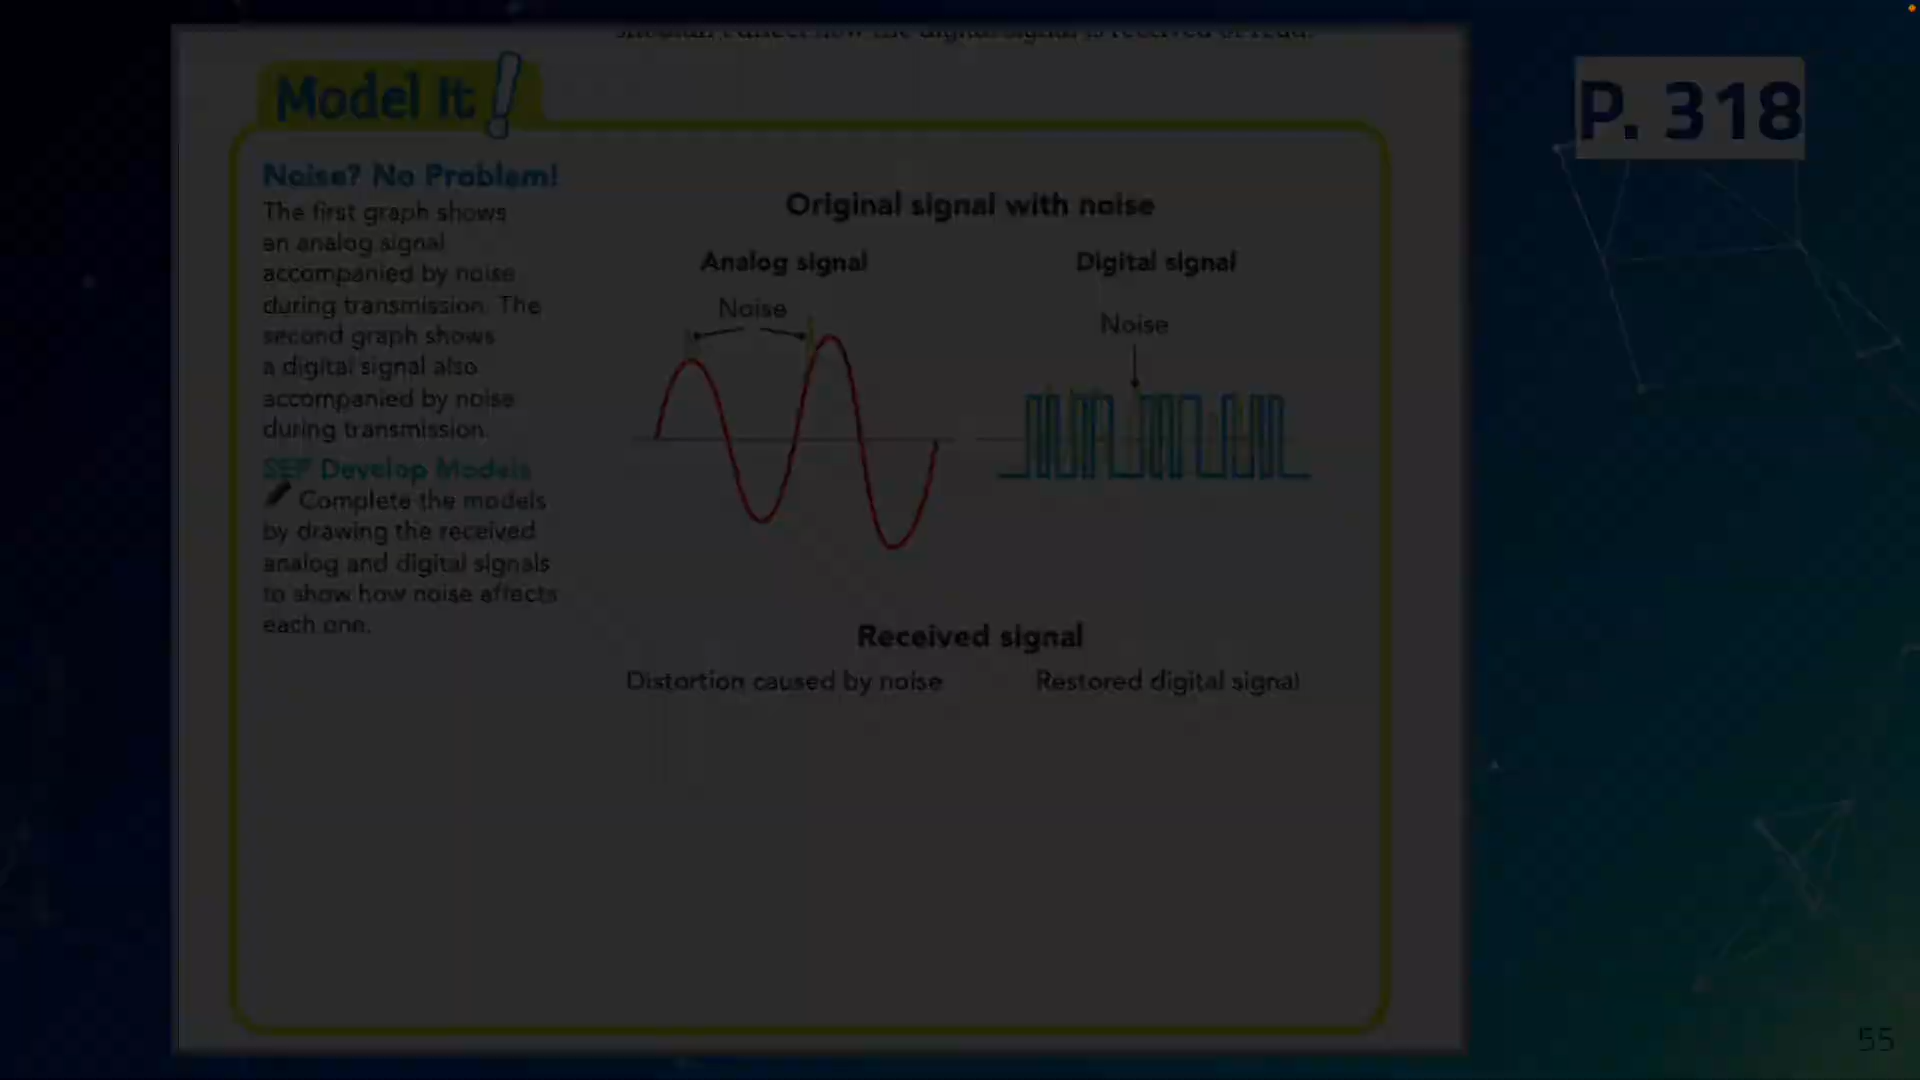 P. 318
Model It!
Noise? No Problem!
The first graph shows
an analog signal
accompanied by noise
during transmission. The
second graph shows
a digital signal also
accompanied by noise
during transmission.
SEP Develop Models
Complete the models
by drawing the received
analog and digital signals
to show how noise affects
each one.
Original signal with noise
Analog signal
Noise
Digital signal
Noise
Received signal
Distortion caused by noise
Restored digital signal
55